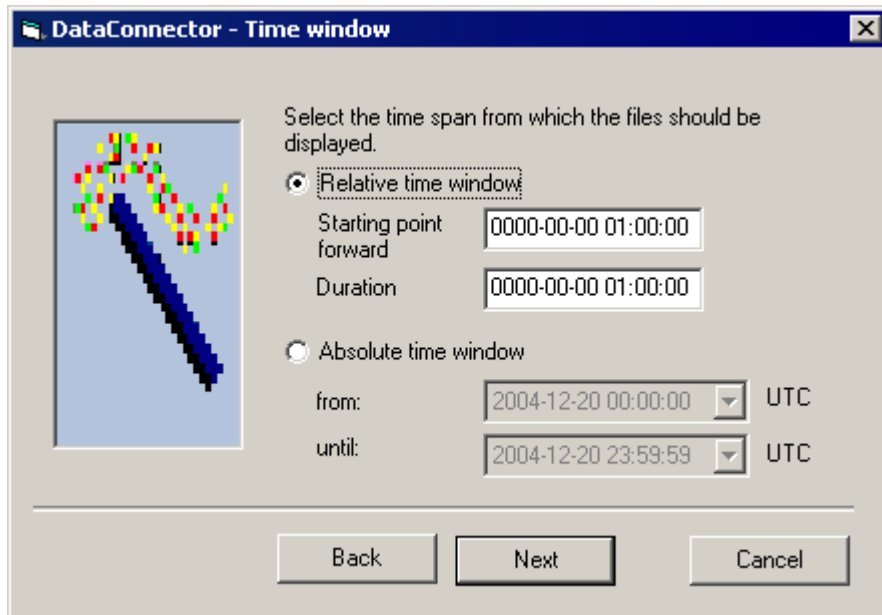 DataConnector - Time window
Select the time span from which the files should be
displayed.
Relative time window
Starting point
forward
0000-00-00 01:00:00
Duration
0000-00-00 01:00:00
Absolute time window
from:
2004-12-20 00:00:00
UTC
until:
2004-12-20 23:59:59
UTC
Back
Next
Cancel